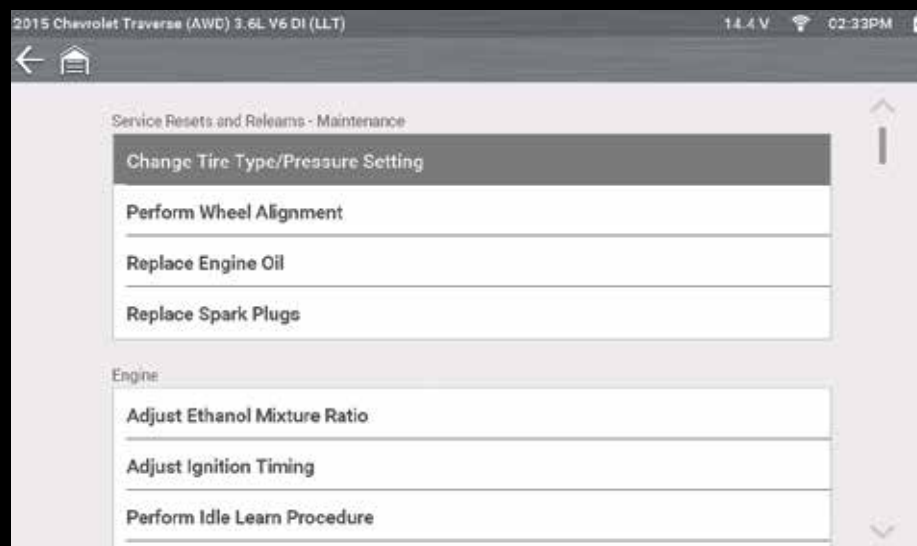 2015 Chevrolet Traverse (AWD) 3.6L V6 DI (LLT) 14.4 V 02:33PM
Service Resets and Relearns - Maintenance
Change Tire Type/Pressure Setting
Perform Wheel Alignment
Replace Engine Oil
Replace Spark Plugs
Engine
Adjust Ethanol Mixture Ratio
Adjust Ignition Timing
Perform Idle Learn Procedure